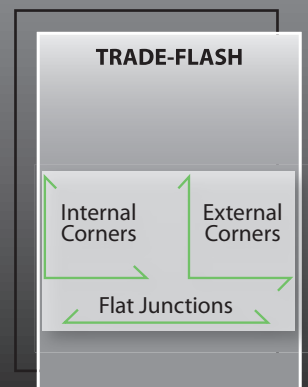 TRADE-FLASH
Internal
Corners
External
Corners
Flat Junctions